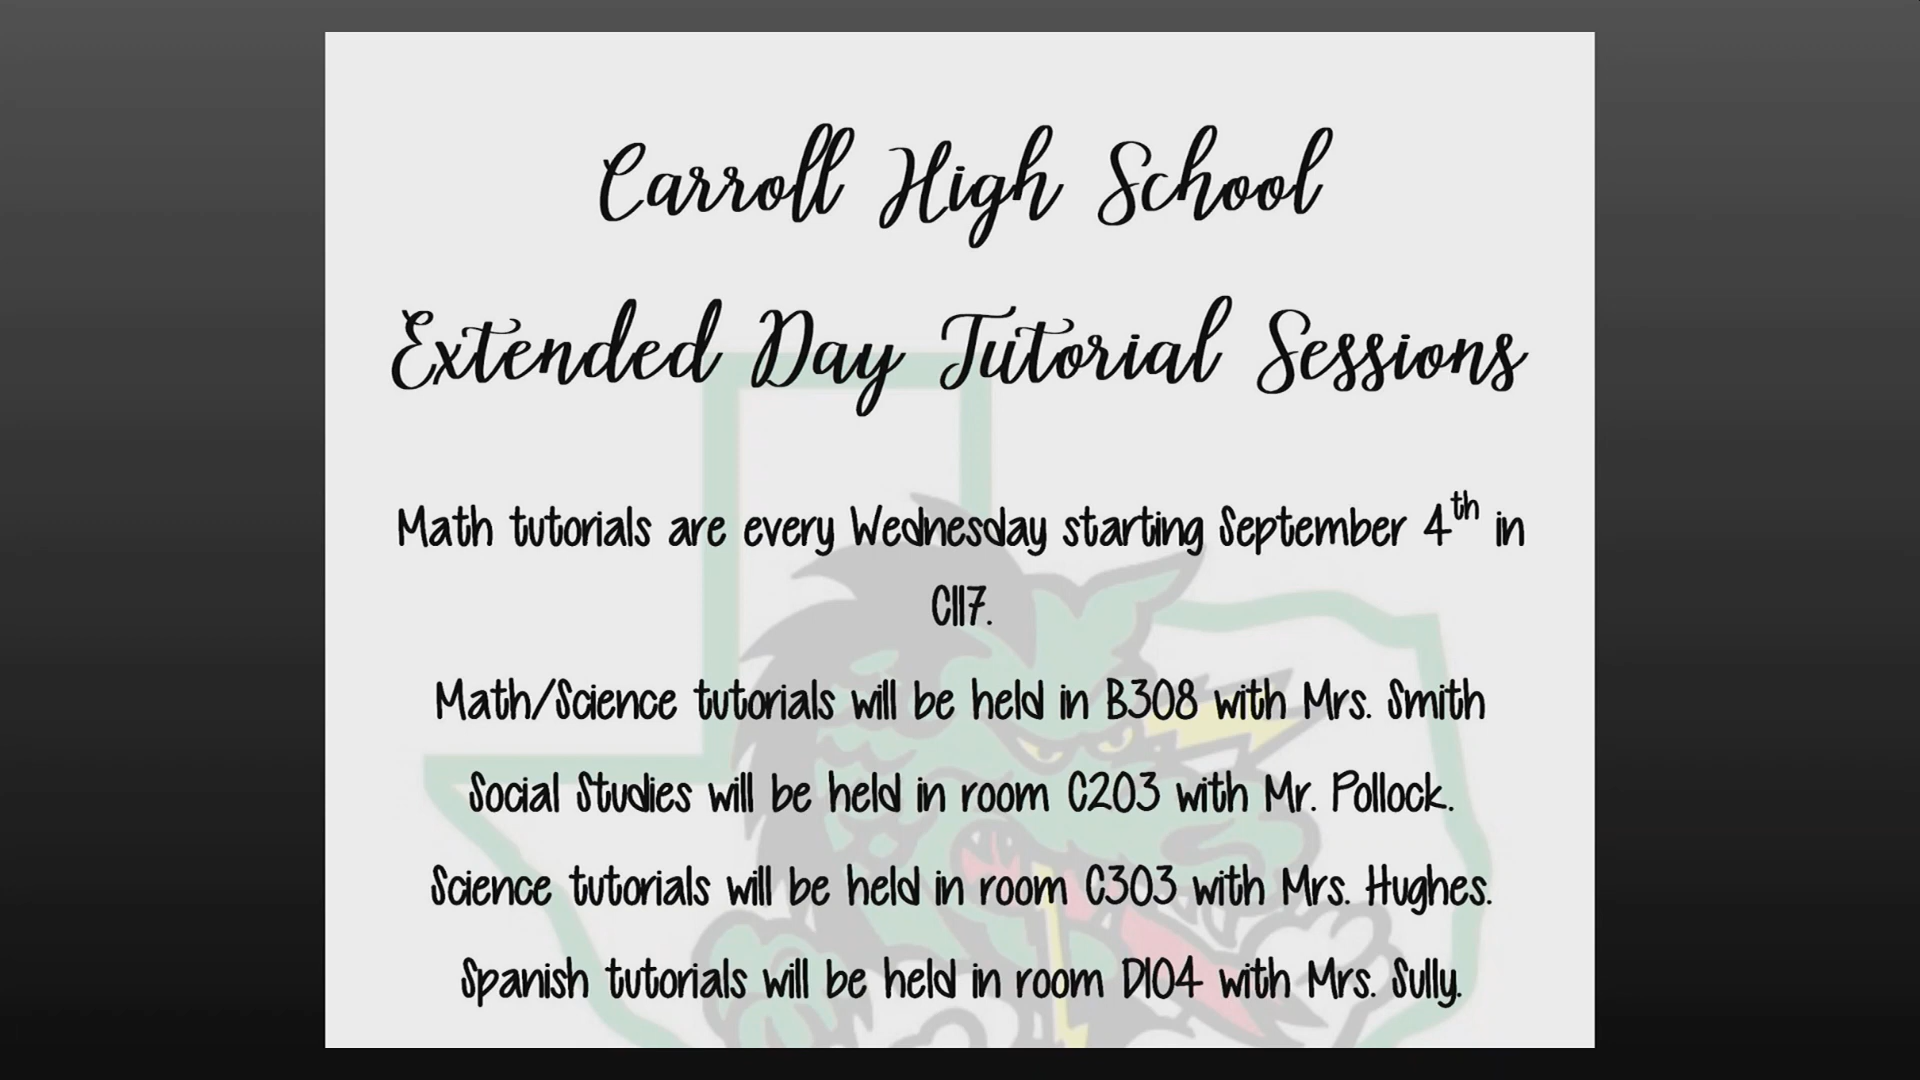 Carroll High School
Extended Day Tutorial Sessions
Math tutorials are every Wednesday starting September 4th in
C117.
Math/Science tutorials will be held in B308 with Mrs. Smith
Social Studies will be held in room C203 with Mr. Pollock.
Science tutorials will be held in room C303 with Mrs. Hughes.
Spanish tutorials will be held in room D104 with Mrs. Sully.